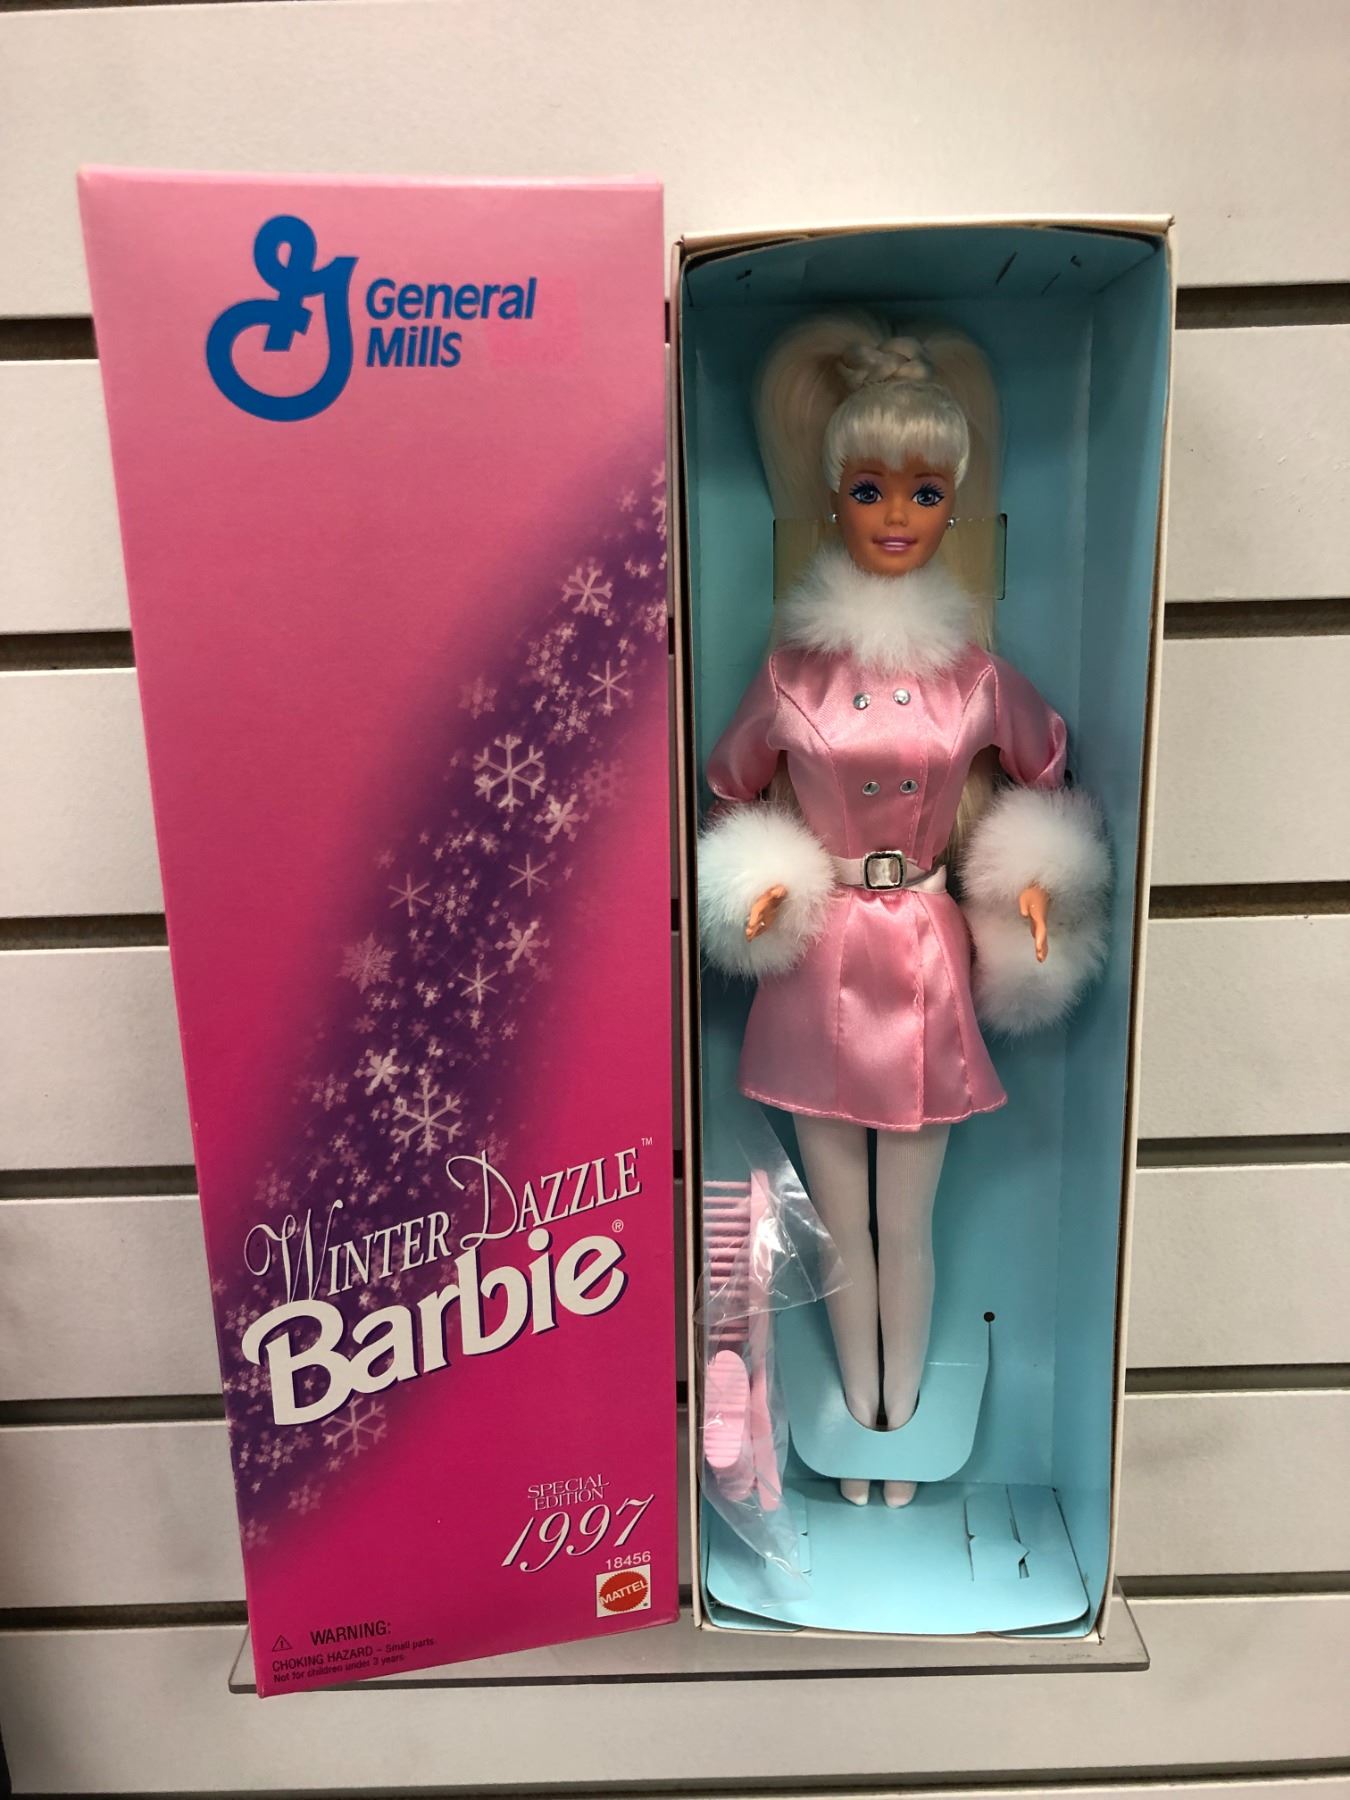 General
Mills
WINTER DAZZLE™
Barbie®
SPECIAL
EDITION
1997
18456
MATTEL
⚠ WARNING:
CHOKING HAZARD - Small parts.
Not for children under 3 years.